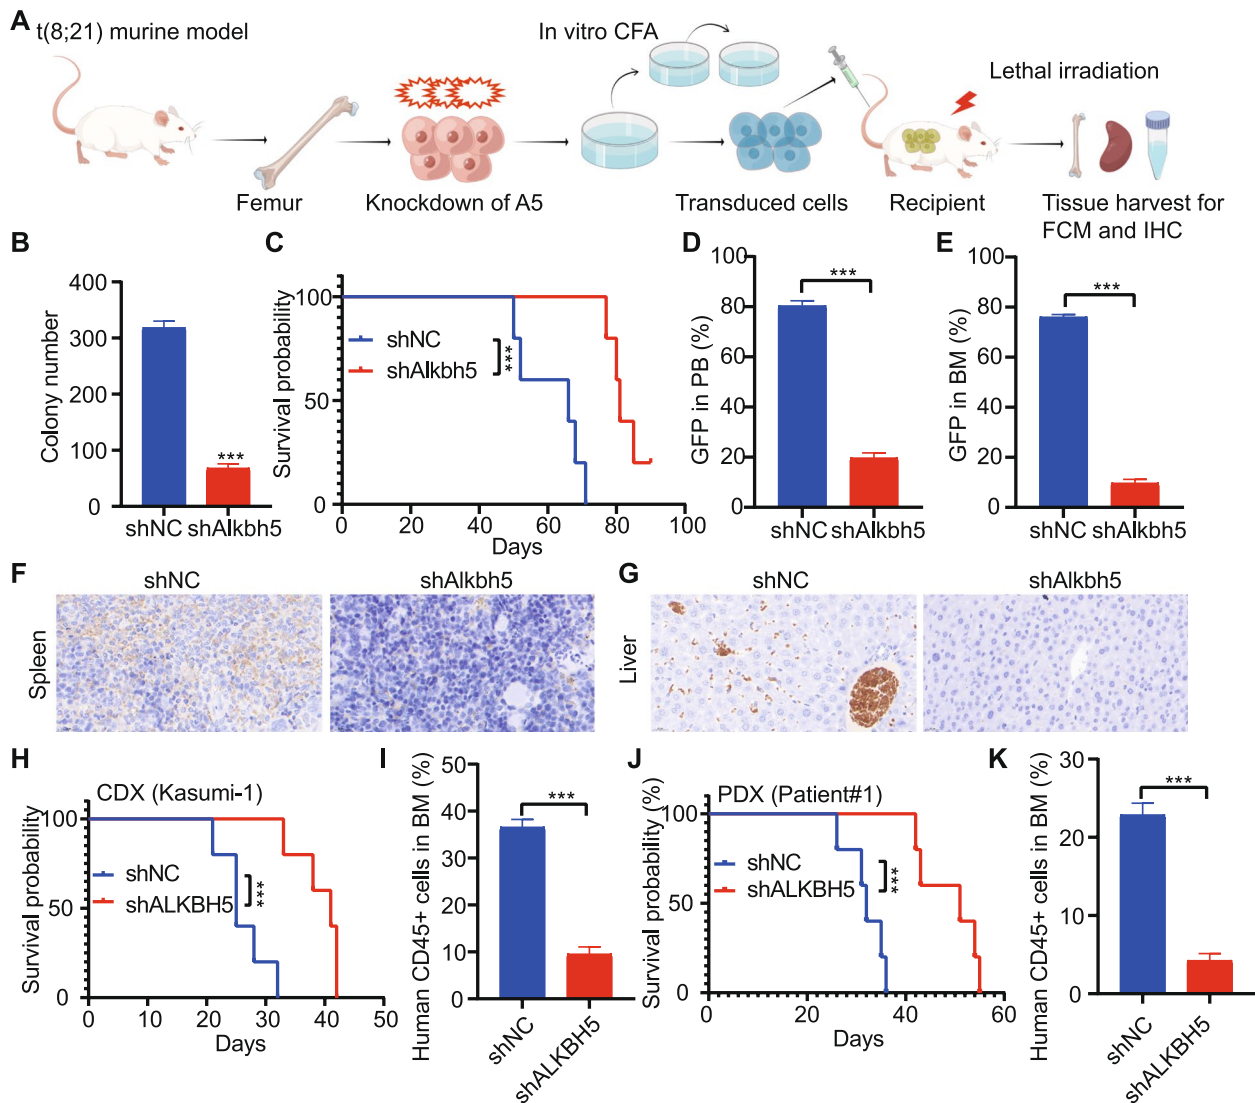 A
t(8;21) murine model
In vitro CFA
Lethal irradiation
Femur
Knockdown of A5
Transduced cells
Recipient
Tissue harvest for
FCM and IHC
B
Colony number
400
300
200
100
0
***
shNC
shAlkbh5
C
Survival probability
100
50
0
shNC
shAlkbh5
***
0 20 40 60 80 100
Days
D
GFP in PB (%)
100
80
60
40
20
0
***
shNC
shAlkbh5
E
GFP in BM (%)
100
80
60
40
20
0
***
shNC
shAlkbh5
F
shNC
shAlkbh5
Spleen
G
shNC
shAlkbh5
Liver
H
CDX (Kasumi-1)
Survival probability
100
50
0
shNC
shALKBH5
***
0 10 20 30 40 50
Days
I
Human CD45+ cells in BM (%)
50
40
30
20
10
0
***
shNC
shALKBH5
J
PDX (Patient#1)
Survival probability (%)
100
50
0
shNC
shALKBH5
***
0 20 40 60
Days
K
Human CD45+ cells in BM (%)
30
20
10
0
***
shNC
shALKBH5